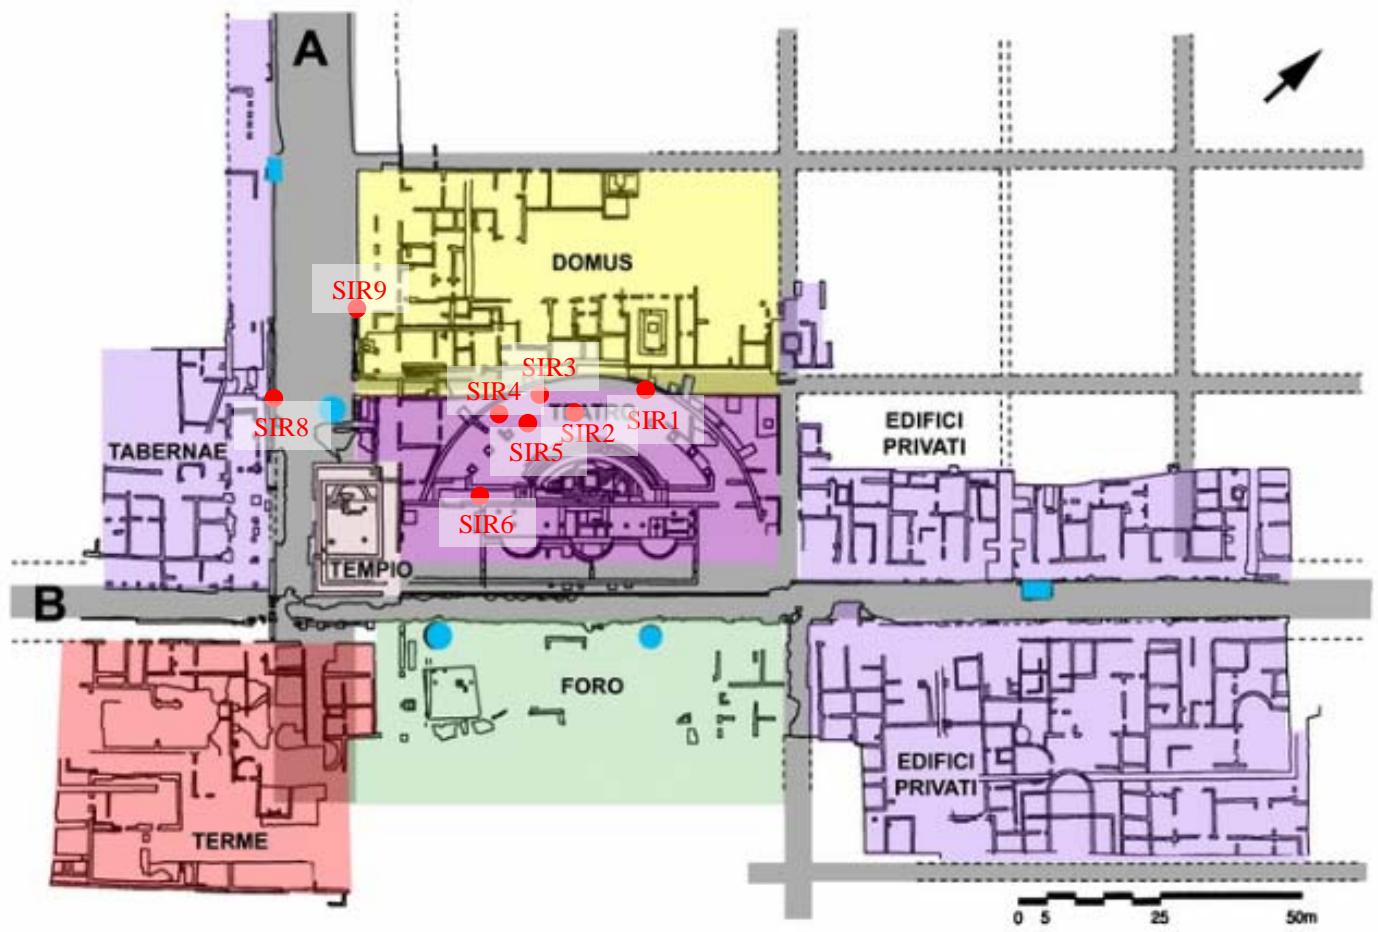 A
DOMUS
SIR9
SIR3
SIR4
TEATRO
SIR1
SIR2
SIR8
SIR5
EDIFICI
PRIVATI
TABERNAE
SIR6
TEMPIO
B
FORO
EDIFICI
PRIVATI
TERME
0 5 25 50m